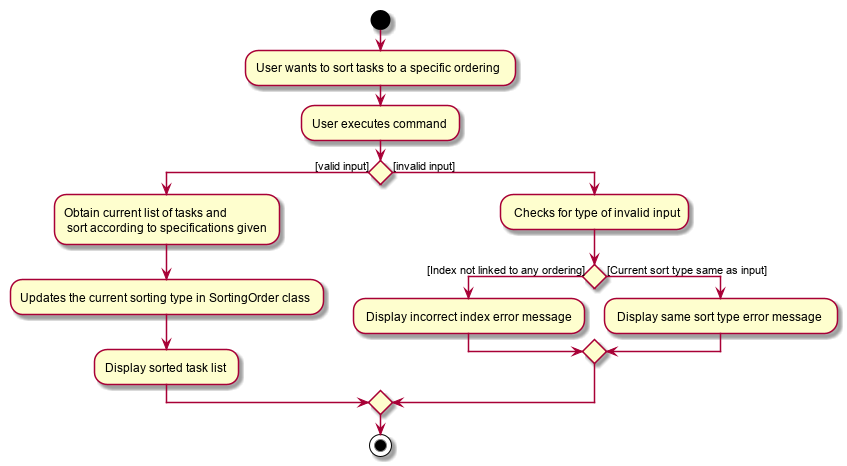 User wants to sort tasks to a specific ordering
User executes command
[valid input]
[invalid input]
Obtain current list of tasks and
sort according to specifications given
Updates the current sorting type in SortingOrder class
Display sorted task list
Checks for type of invalid input
[Index not linked to any ordering]
[Current sort type same as input]
Display incorrect index error message
Display same sort type error message